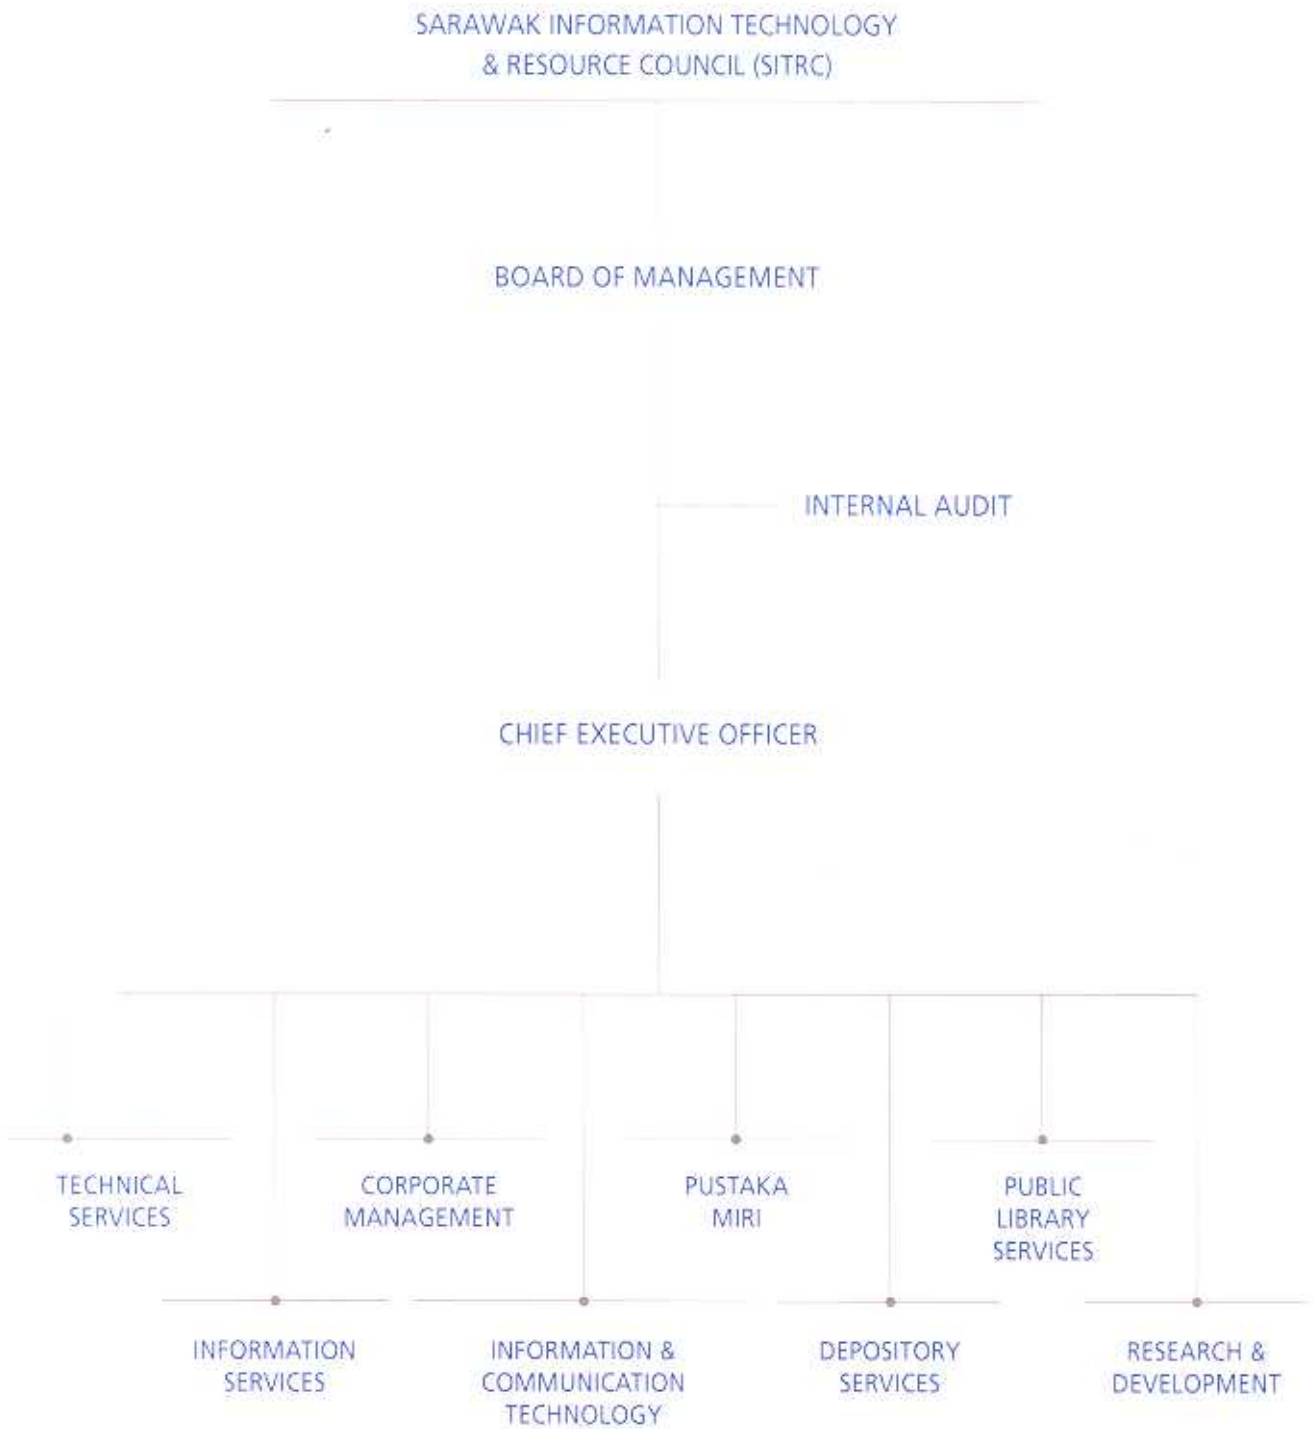 SARAWAK INFORMATION TECHNOLOGY
& RESOURCE COUNCIL (SITRC)
BOARD OF MANAGEMENT
INTERNAL AUDIT
CHIEF EXECUTIVE OFFICER
TECHNICAL
SERVICES
CORPORATE
MANAGEMENT
PUSTAKA
MIRI
PUBLIC
LIBRARY
SERVICES
INFORMATION
SERVICES
INFORMATION &
COMMUNICATION
TECHNOLOGY
DEPOSITORY
SERVICES
RESEARCH &
DEVELOPMENT